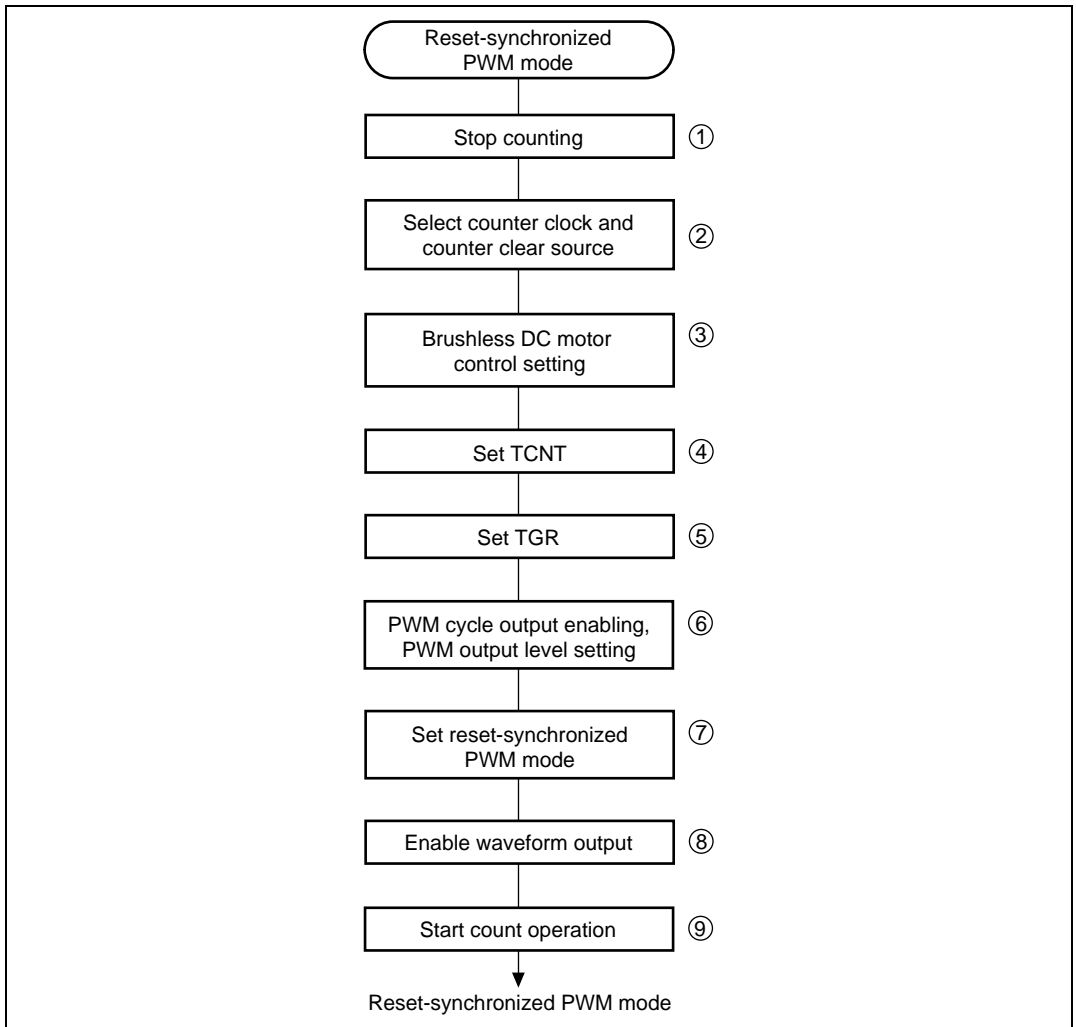 Reset-synchronized
PWM mode
Stop counting
①
Select counter clock and
counter clear source
②
Brushless DC motor
control setting
③
Set TCNT
④
Set TGR
⑤
PWM cycle output enabling,
PWM output level setting
⑥
Set reset-synchronized
PWM mode
⑦
Enable waveform output
⑧
Start count operation
⑨
Reset-synchronized PWM mode